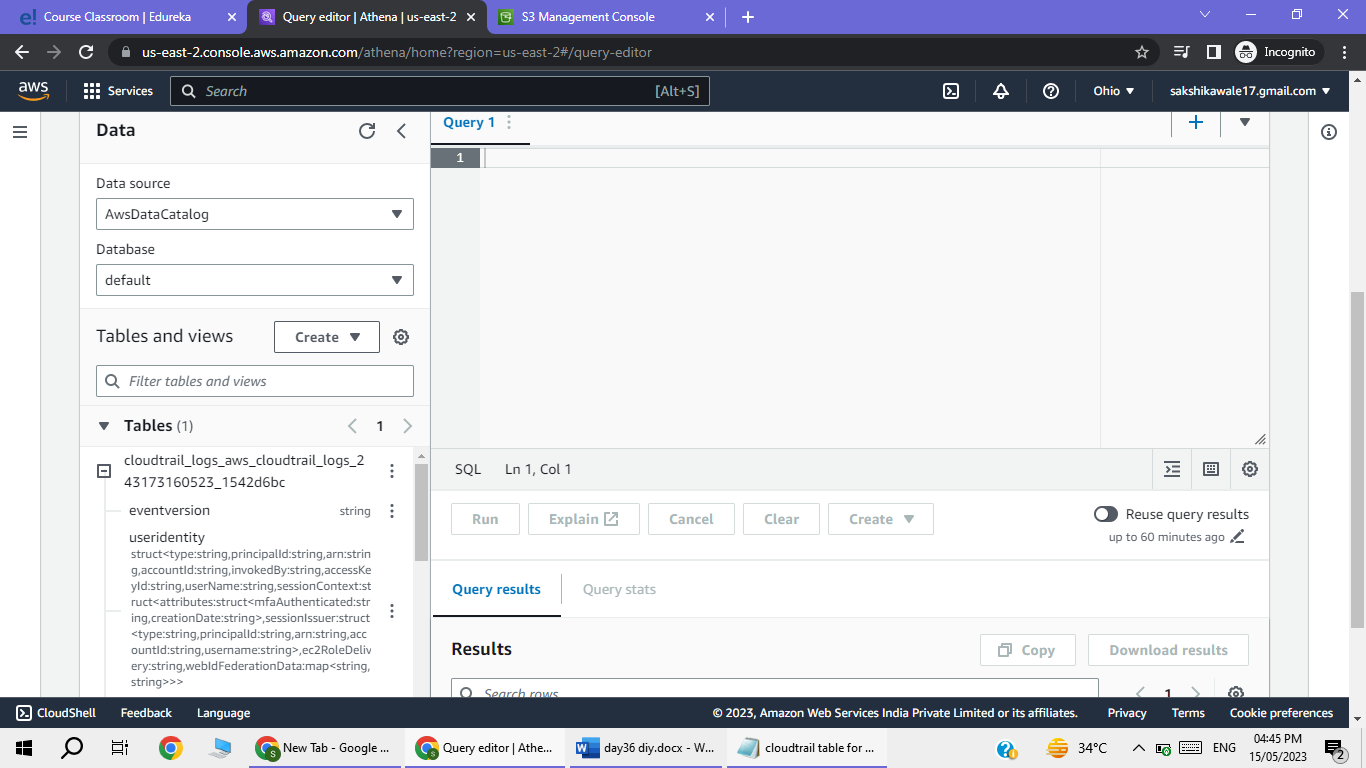 Course Classroom | Edureka
Query editor | Athena | us-east-2
S3 Management Console
us-east-2.console.aws.amazon.com/athena/home?region=us-east-2#/query-editor
Incognito
aws
Services
Search
[Alt+S]
Ohio
sakshikawale17.gmail.com
Data
Data source
AwsDataCatalog
Database
default
Tables and views
Create
Filter tables and views
Tables (1)
1
cloudtrail_logs_aws_cloudtrail_logs_2
43173160523_1542d6bc
eventversion
string
useridentity
struct<type:string,principalId:string,arn:strin
g,accountId:string,invokedBy:string,accessKe
yId:string,userName:string,sessionContext:st
ruct<attributes:struct<mfaAuthenticated:str
ing,creationDate:string>,sessionIssuer:struct
<type:string,principalId:string,arn:string,acc
ountId:string,username:string>,ec2RoleDeliv
ery:string,webIdFederationData:map<string,
string>>>
Query 1
1
SQL
Ln 1, Col 1
Run
Explain
Cancel
Clear
Create
Reuse query results
up to 60 minutes ago
Query results
Query stats
Results
Copy
Download results
Search rows
1
CloudShell
Feedback
Language
© 2023, Amazon Web Services India Private Limited or its affiliates.
Privacy
Terms
Cookie preferences
New Tab - Google ...
Query editor | Athe...
day36 diy.docx - W...
cloudtrail table for ...
34°C
ENG
04:45 PM
15/05/2023
2